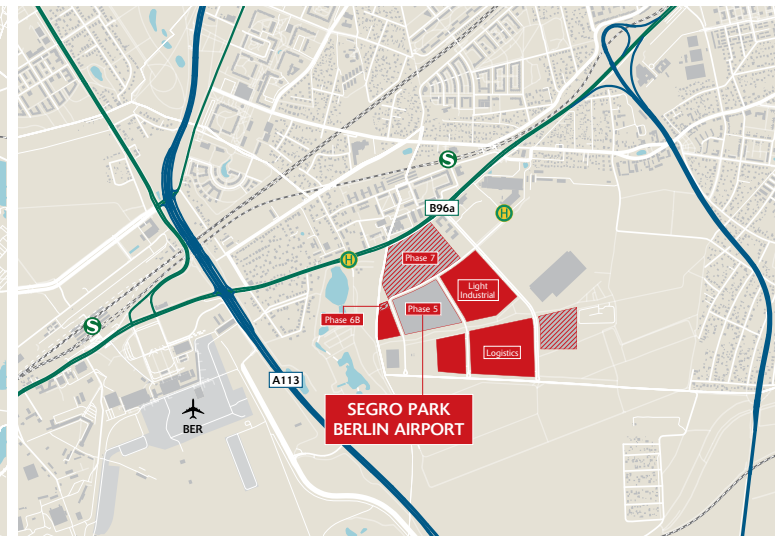 S
B96a
H
H
Phase 7
Light
Industrial
Phase 5
Phase 6B
S
Logistics
A113
SEGRO PARK
BERLIN AIRPORT
BER